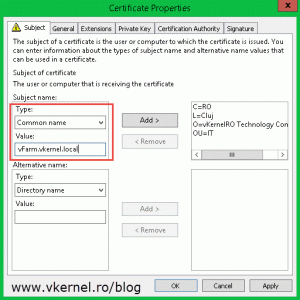 Certificate Properties
Subject General Extensions Private Key Certification Authority Signature
The subject of a certificate is the user or computer to which the certificate is issued. You can enter information about the types of subject name and alternative name values that can be used in a certificate.
Subject of certificate
The user or computer that is receiving the certificate
Subject name:
Type:
Common name
Value:
vFarm.vkernel.local
Add >
< Remove
C=RO
L=Cluj
O=vKernelRO Technology Con
OU=IT
Alternative name:
Type:
Directory name
Value:
Add >
< Remove
www.vkernel.ro/blog
OK
Cancel
Apply